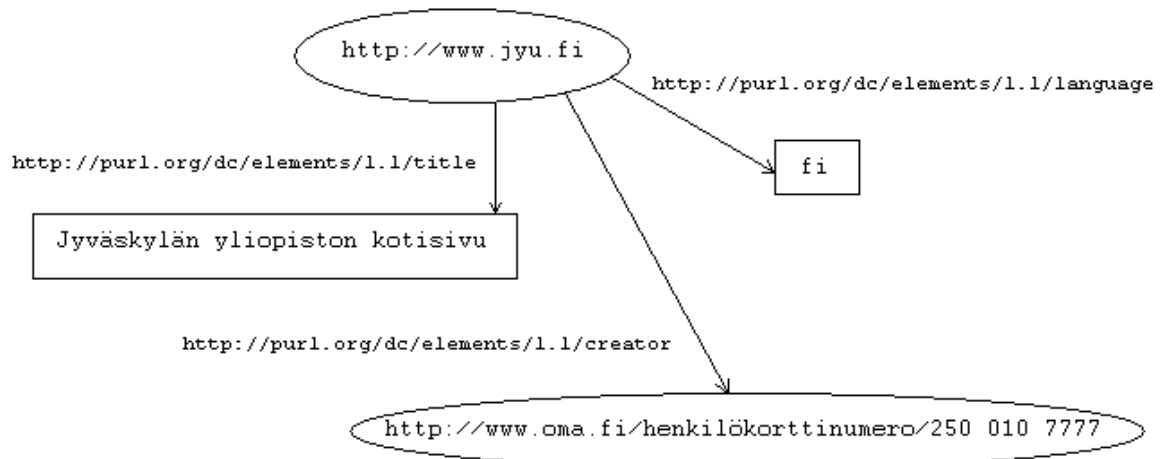 http://www.jyu.fi
http://purl.org/dc/elements/1.1/language
http://purl.org/dc/elements/1.1/title
fi
Jyväskylän yliopiston kotisivu
http://purl.org/dc/elements/1.1/creator
http://www.oma.fi/henkilökorttinumero/250 010 7777